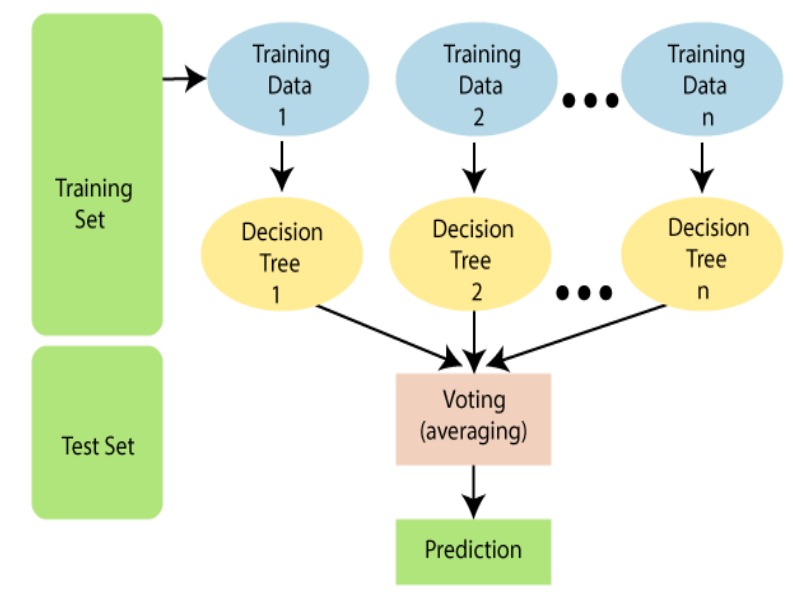 Training
Data
1
Training
Data
2
Training
Data
n
Training
Set
Decision
Tree
1
Decision
Tree
2
Decision
Tree
n
Voting
(averaging)
Test Set
Prediction